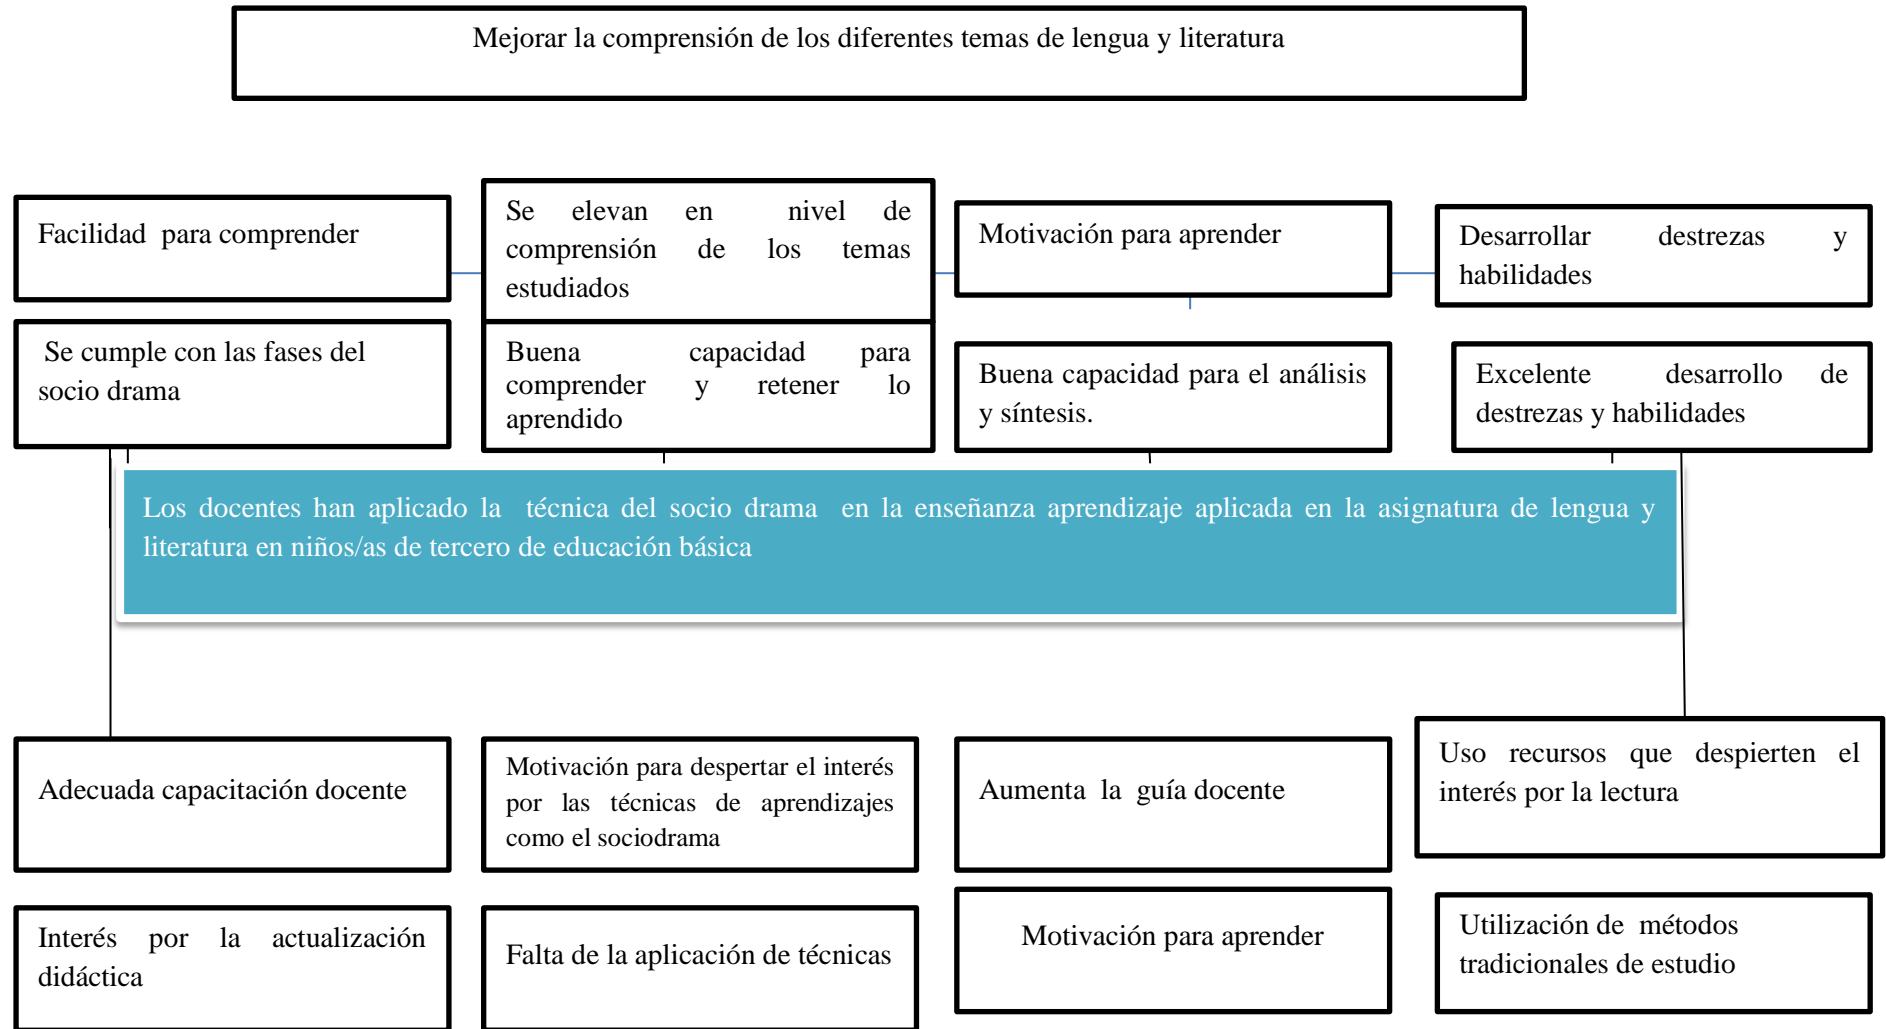 Mejorar la comprensión de los diferentes temas de lengua y literatura
Facilidad para comprender
Se elevan en nivel de
comprensión de los temas
estudiados
Motivación para aprender
Desarrollar destrezas y
habilidades
Se cumple con las fases del
socio drama
Buena capacidad para
comprender y retener lo
aprendido
Buena capacidad para el análisis
y síntesis.
Excelente desarrollo de
destrezas y habilidades
Los docentes han aplicado la técnica del socio drama en la enseñanza aprendizaje aplicada en la asignatura de lengua y
literatura en niños/as de tercero de educación básica
Adecuada capacitación docente
Motivación para despertar el interés
por las técnicas de aprendizajes
como el sociodrama
Aumenta la guía docente
Uso recursos que despierten el
interés por la lectura
Interés por la actualización
didáctica
Falta de la aplicación de técnicas
Motivación para aprender
Utilización de métodos
tradicionales de estudio